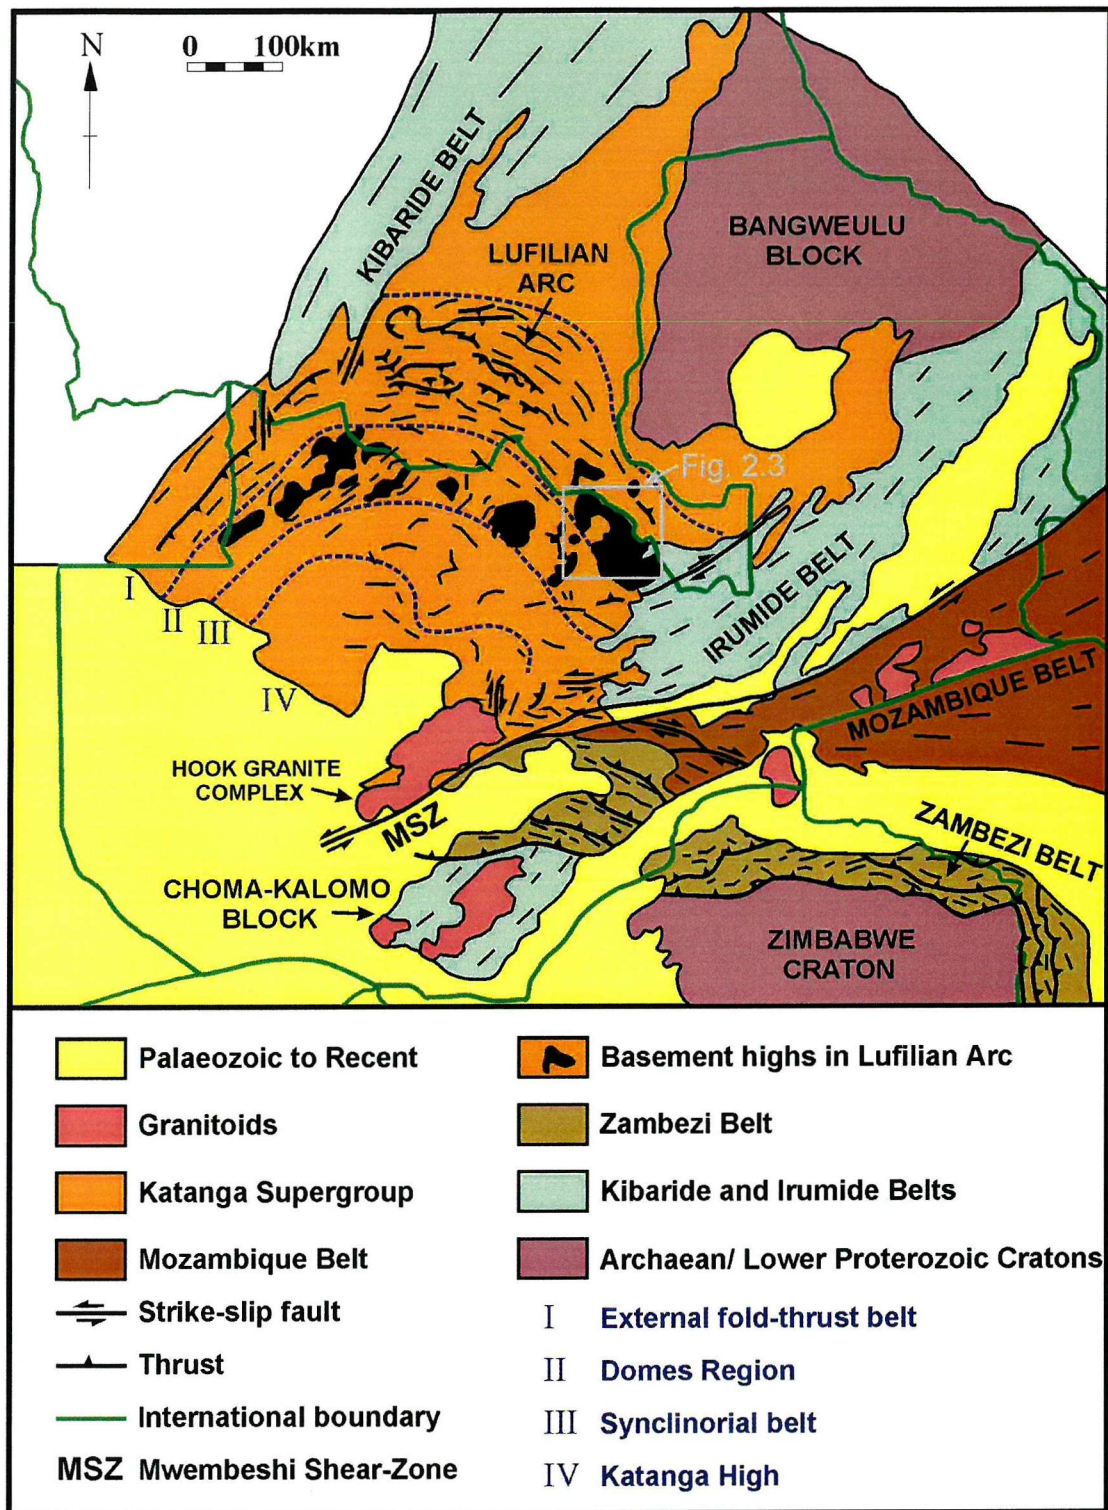 N
0 100km
KIBARIDE BELT
LUFILIAN
ARC
BANGWEULU
BLOCK
Fig. 2.3
I
II
III
IV
IRUMIDE BELT
MOZAMBIQUE BELT
HOOK GRANITE
COMPLEX
MSZ
ZAMBEZI BELT
CHOMA-KALOMO
BLOCK
ZIMBABWE
CRATON
Palaeozoic to Recent
Granitoids
Katanga Supergroup
Mozambique Belt
Strike-slip fault
Thrust
International boundary
MSZ Mwembeshi Shear-Zone
Basement highs in Lufilian Arc
Zambezi Belt
Kibaride and Irumide Belts
Archaean/ Lower Proterozoic Cratons
I External fold-thrust belt
II Domes Region
III Synclinorial belt
IV Katanga High